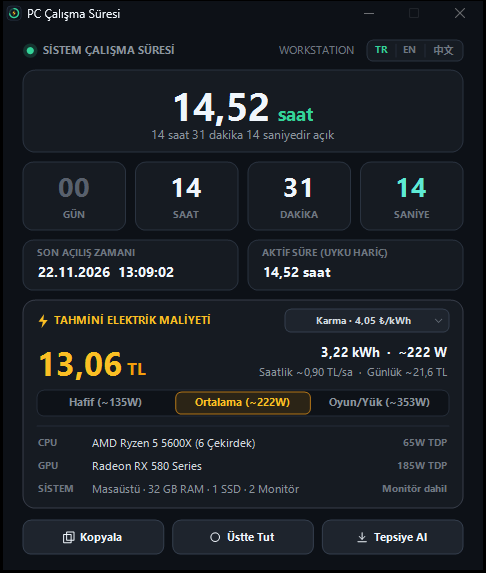 PC Çalışma Süresi
SİSTEM ÇALIŞMA SÜRESİ WORKSTATION TR EN 中文
14,52 saat
14 saat 31 dakika 14 saniyedir açık
00 14 31 14
GÜN SAAT DAKİKA SANİYE
SON AÇILIŞ ZAMANI AKTİF SÜRE (UYKU HARİÇ)
22.11.2026 13:09:02 14,52 saat
TAHMİNİ ELEKTRİK MALİYETİ Karma · 4,05 ₺/kWh
13,06 TL 3,22 kWh · ~222 W
Saatlik ~0,90 TL/sa · Günlük ~21,6 TL
Hafif (~135W) Ortalama (~222W) Oyun/Yük (~353W)
CPU AMD Ryzen 5 5600X (6 Çekirdek) 65W TDP
GPU Radeon RX 580 Series 185W TDP
SİSTEM Masaüstü · 32 GB RAM · 1 SSD · 2 Monitör Monitör dahil
Kopyala Üstte Tut Tepsiye Al